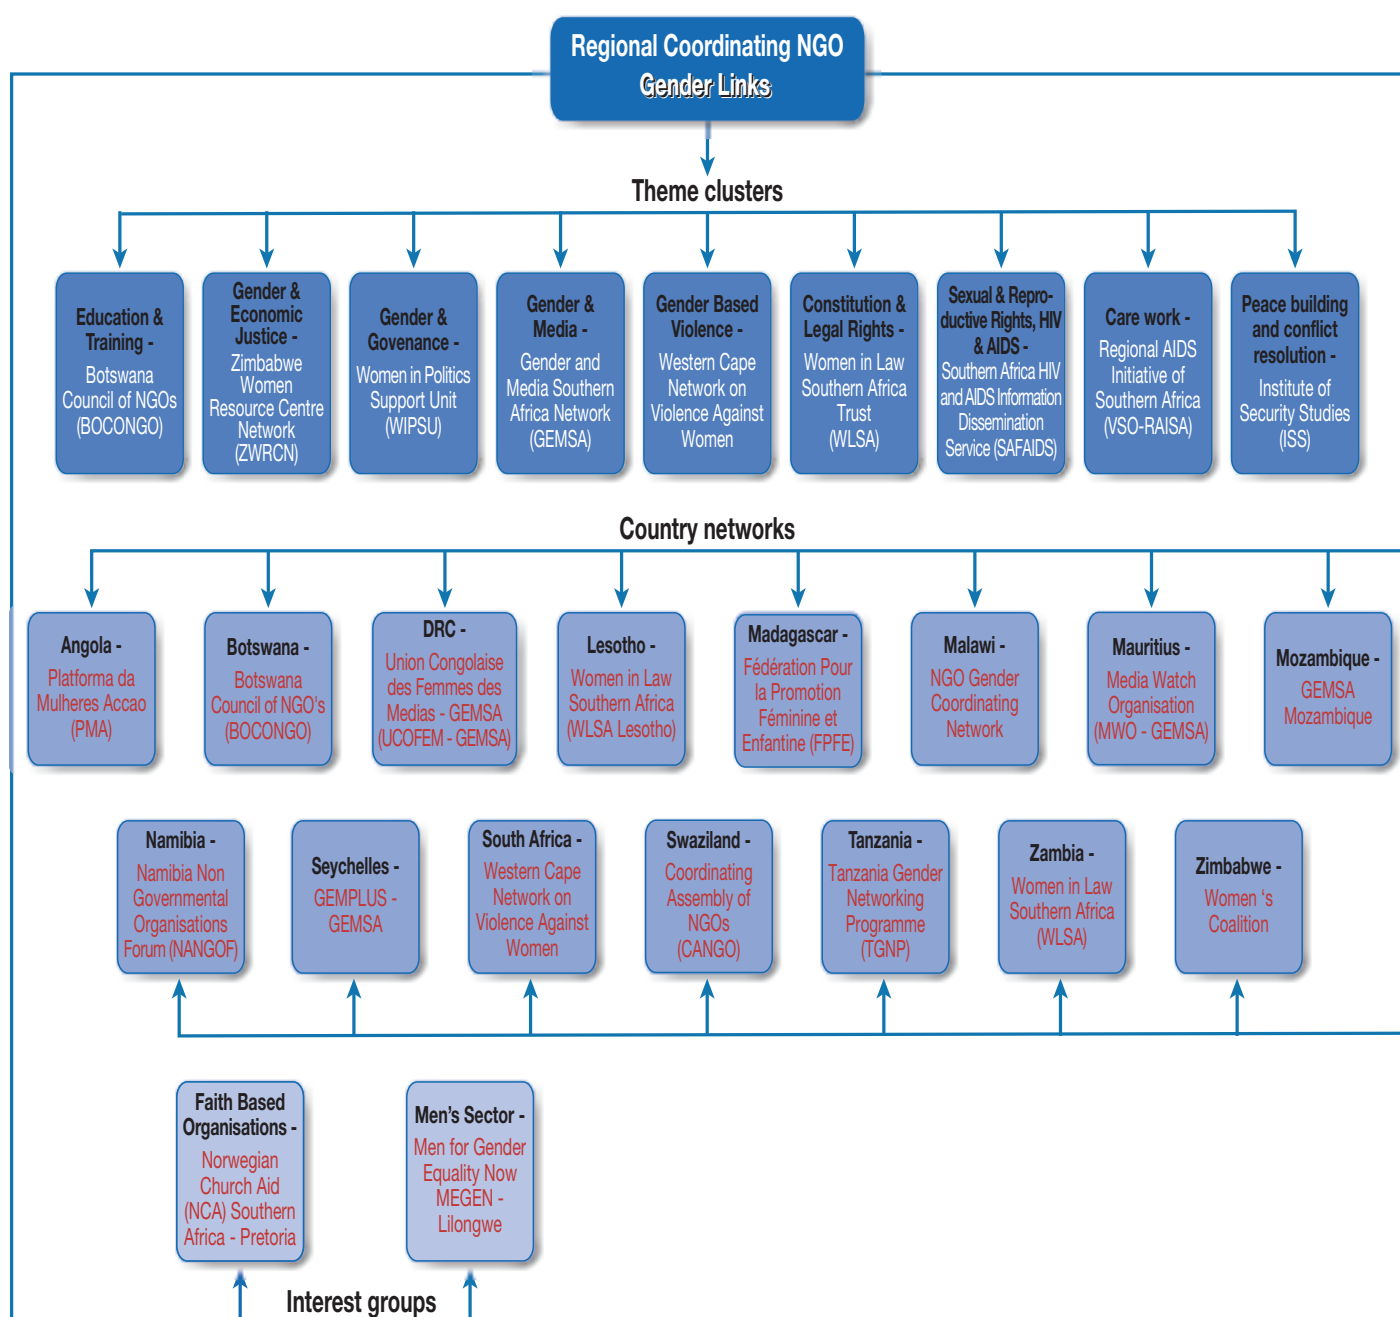 Regional Coordinating NGO
Gender Links
Theme clusters
Education &
Training -
Botswana
Council of NGOs
(BOCONGO)
Gender &
Economic
Justice -
Zimbabwe
Women
Resource Centre
Network
(ZWRCN)
Gender &
Govenance -
Women in Politics
Support Unit
(WIPSU)
Gender &
Media -
Gender and
Media Southern
Africa Network
(GEMSA)
Gender Based
Violence -
Western Cape
Network on
Violence Against
Women
Constitution &
Legal Rights -
Women in Law
Southern Africa
Trust
(WLSA)
Sexual & Repro-
ductive Rights, HIV
& AIDS -
Southern Africa HIV
and AIDS Information
Dissemination
Service (SAFAIDS)
Care work -
Regional AIDS
Initiative of
Southern Africa
(VSO-RAISA)
Peace building
and conflict
resolution -
Institute of
Security Studies
(ISS)
Country networks
Angola -
Platforma da
Mulheres Accao
(PMA)
Botswana -
Botswana
Council of NGO's
(BOCONGO)
DRC -
Union Congolaise
des Femmes des
Medias - GEMSA
(UCOFEM - GEMSA)
Lesotho -
Women in Law
Southern Africa
(WLSA Lesotho)
Madagascar -
Fédération Pour
la Promotion
Féminine et
Enfantine (FPFE)
Malawi -
NGO Gender
Coordinating
Network
Mauritius -
Media Watch
Organisation
(MWO - GEMSA)
Mozambique -
GEMSA
Mozambique
Namibia -
Namibia Non
Governmental
Organisations
Forum (NANGOF)
Seychelles -
GEMPLUS -
GEMSA
South Africa -
Western Cape
Network on
Violence Against
Women
Swaziland -
Coordinating
Assembly of
NGOs
(CANGO)
Tanzania -
Tanzania Gender
Networking
Programme
(TGNP)
Zambia -
Women in Law
Southern Africa
(WLSA)
Zimbabwe -
Women ‘s
Coalition
Faith Based
Organisations -
Norwegian
Church Aid
(NCA) Southern
Africa - Pretoria
Men’s Sector -
Men for Gender
Equality Now
MEGEN -
Lilongwe
Interest groups